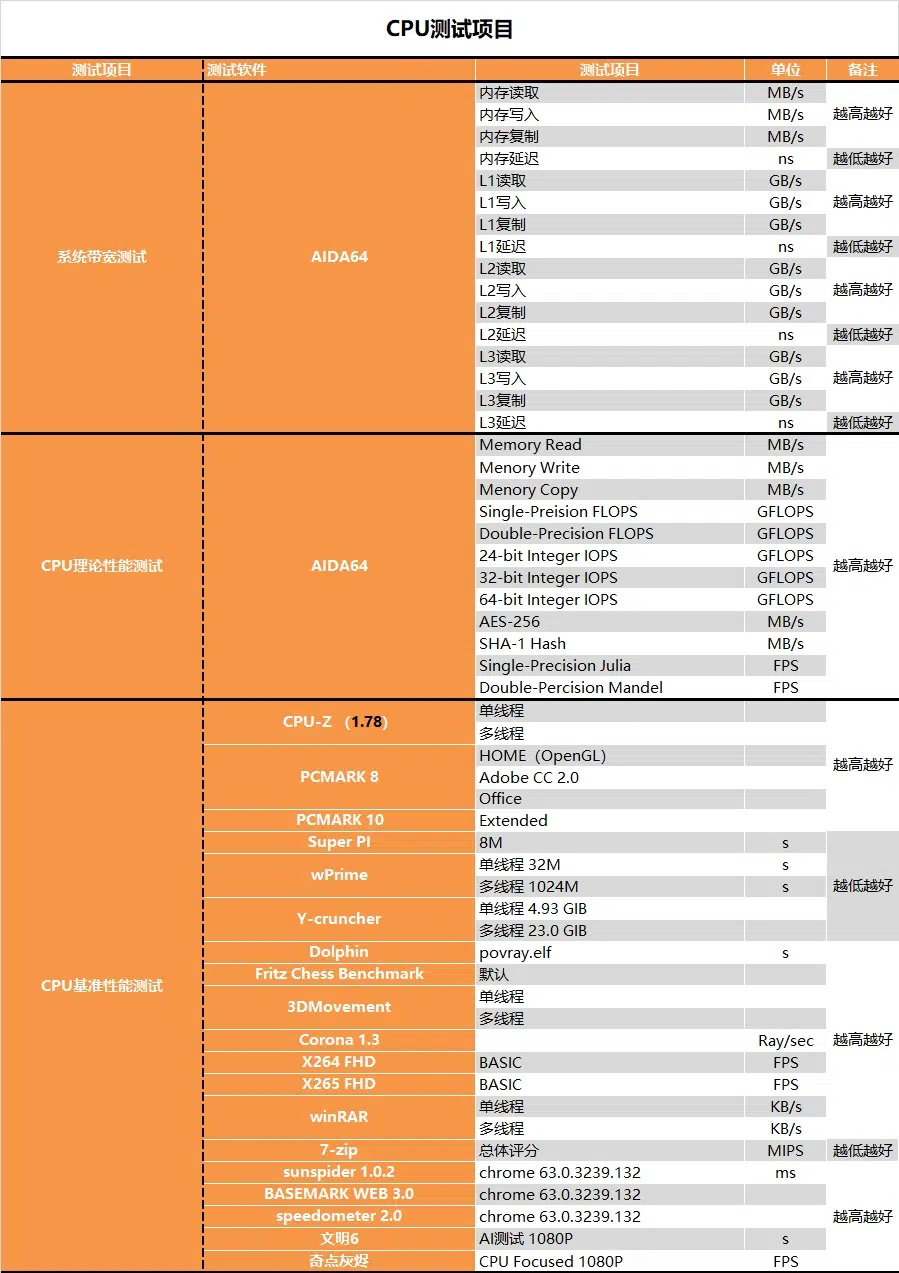 CPU测试项目
测试项目 测试软件 测试项目 单位 备注
系统带宽测试 AIDA64 内存读取 MB/s 越高越好
内存写入 MB/s
内存复制 MB/s
内存延迟 ns 越低越好
L1读取 GB/s 越高越好
L1写入 GB/s
L1复制 GB/s
L1延迟 ns 越低越好
L2读取 GB/s 越高越好
L2写入 GB/s
L2复制 GB/s
L2延迟 ns 越低越好
L3读取 GB/s 越高越好
L3写入 GB/s
L3复制 GB/s
L3延迟 ns 越低越好
CPU理论性能测试 AIDA64 Memory Read MB/s 越高越好
Menory Write MB/s
Menory Copy MB/s
Single-Preision FLOPS GFLOPS
Double-Precision FLOPS GFLOPS
24-bit Integer IOPS GFLOPS
32-bit Integer IOPS GFLOPS
64-bit Integer IOPS GFLOPS
AES-256 MB/s
SHA-1 Hash MB/s
Single-Precision Julia FPS
Double-Percision Mandel FPS
CPU基准性能测试 CPU-Z （1.78） 单线程 越高越好
多线程
PCMARK 8 HOME（OpenGL）
Adobe CC 2.0
Office
PCMARK 10 Extended
Super PI 8M s 越低越好
wPrime 单线程 32M s
多线程 1024M s
Y-cruncher 单线程 4.93 GIB
多线程 23.0 GIB
Dolphin povray.elf s 越高越好
Fritz Chess Benchmark 默认
3DMovement 单线程
多线程
Corona 1.3 Ray/sec
X264 FHD BASIC FPS
X265 FHD BASIC FPS
winRAR 单线程 KB/s
多线程 KB/s
7-zip 总体评分 MIPS 越低越好
sunspider 1.0.2 chrome 63.0.3239.132 ms 越高越好
BASEMARK WEB 3.0 chrome 63.0.3239.132
speedometer 2.0 chrome 63.0.3239.132
文明6 AI测试 1080P s
奇点灰烬 CPU Focused 1080P FPS